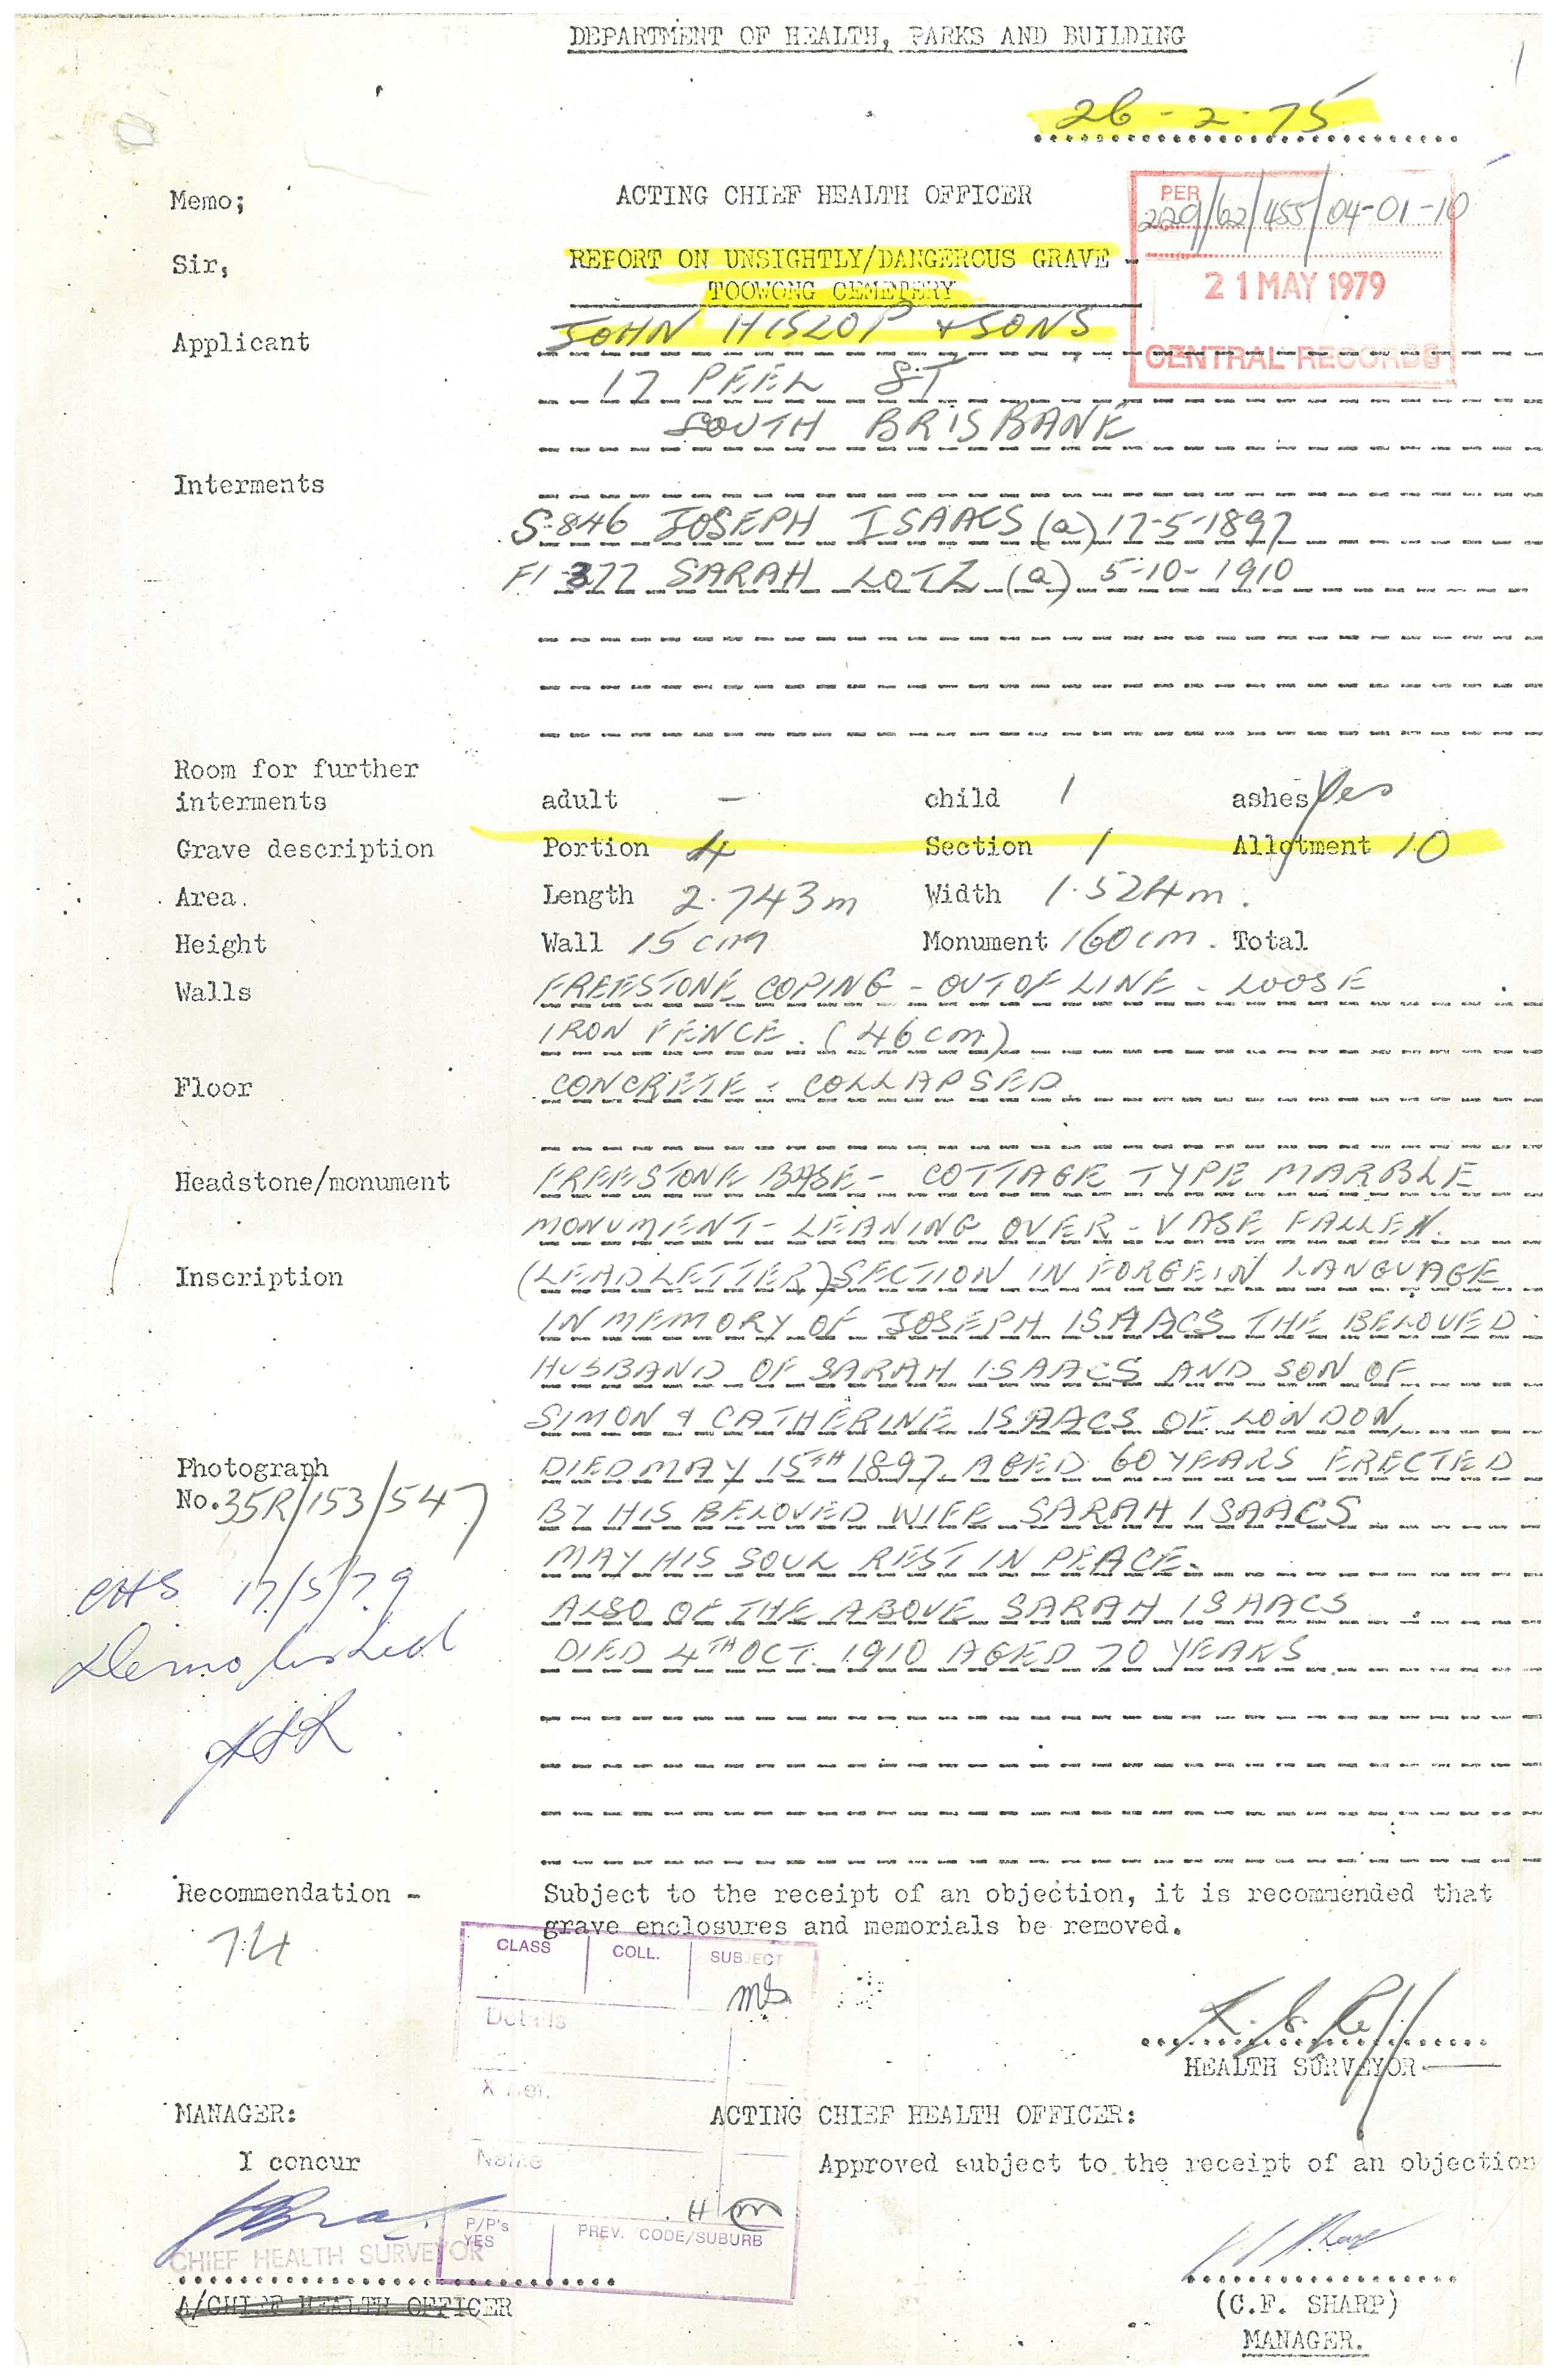 DEPARTMENT OF HEALTH, PARKS AND BUILDING
26-2-75
Memo; ACTING CHIEF HEALTH OFFICER
PER
220/62/455/04-01-10
Sir, REPORT ON UNSIGHTLY/DANGEROUS GRAVE -
TOOWONG CEMETERY
21 MAY 1979
CENTRAL RECORDS
Applicant JOHN HISLOP & SONS
17 PEEL ST
SOUTH BRISBANE
Interments
S-846 JOSEPH ISAACS (a) 17-5-1897
F1 377 SARAH LOTZ (a) 5-10-1910
Room for further
interments adult - child 1 ashes Yes
Grave description Portion 4 Section 1 Allotment 10
Area. Length 2.743m Width 1.524m.
Height Wall 15cm Monument 160cm. Total
Walls FREESTONE COPING - OUT OF LINE - LOOSE
IRON FENCE. (46cm)
Floor CONCRETE - COLLAPSED
Headstone/monument FREESTONE BASE - COTTAGE TYPE MARBLE
MONUMENT - LEANING OVER - VASE FALLEN.
Inscription (LEAD LETTER) SECTION IN FORGEIN LANGUAGE
IN MEMORY OF JOSEPH ISAACS THE BELOVED
HUSBAND OF SARAH ISAACS AND SON OF
SIMON & CATHERINE ISAACS OF LONDON,
Photograph DIED MAY 15TH 1897 AGED 60 YEARS ERECTED
No. 35R/153/547 BY HIS BELOVED WIFE SARAH ISAACS
MAY HIS SOUL REST IN PEACE.
CHS 17/5/79
ALSO OF THE ABOVE SARAH ISAACS
Demolished
DIED 4TH OCT. 1910 AGED 70 YEARS
Recommendation - Subject to the receipt of an objection, it is recommended that
grave enclosures and memorials be removed.
74
CLASS COLL. SUBJECT
MS
Details
X Ref.
HEALTH SURVEYOR
MANAGER: ACTING CHIEF HEALTH OFFICER:
I concur Approved subject to the receipt of an objection
Name
H m
P/P's
YES
PREV. CODE/SUBURB
CHIEF HEALTH SURVEYOR
A/CHIEF HEALTH OFFICER
(C.F. SHARP)
MANAGER.